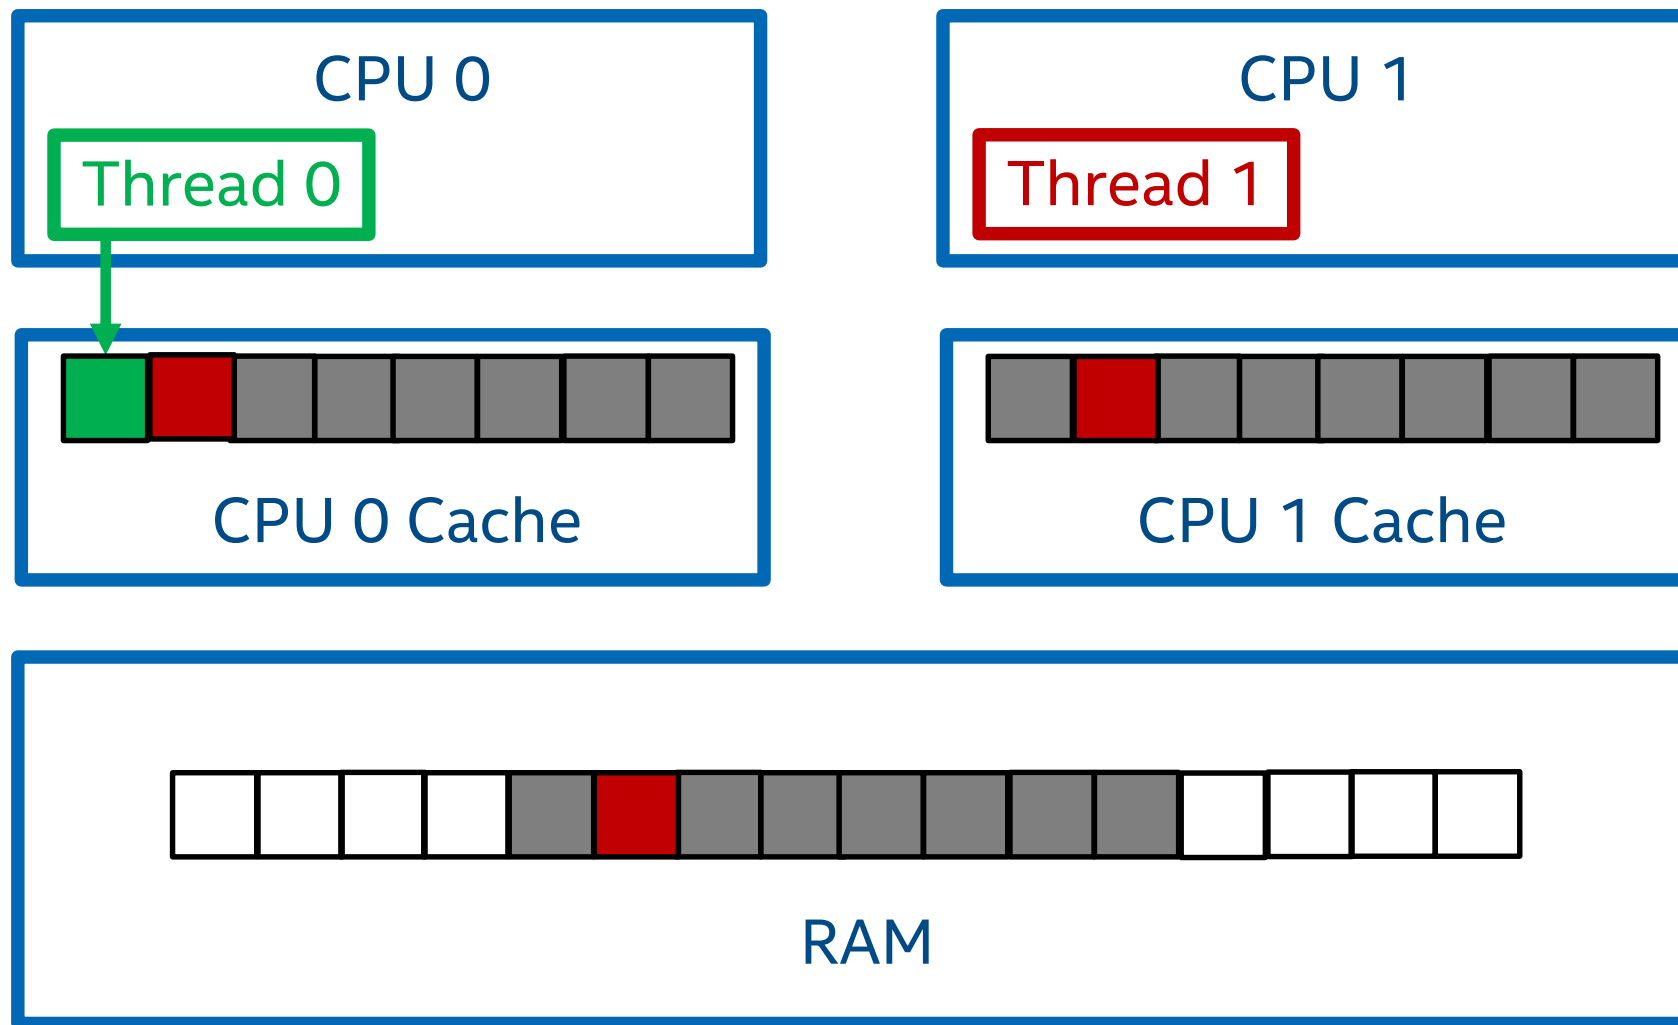 CPU 0
CPU 1
Thread 0
Thread 1
CPU 0 Cache
CPU 1 Cache
RAM